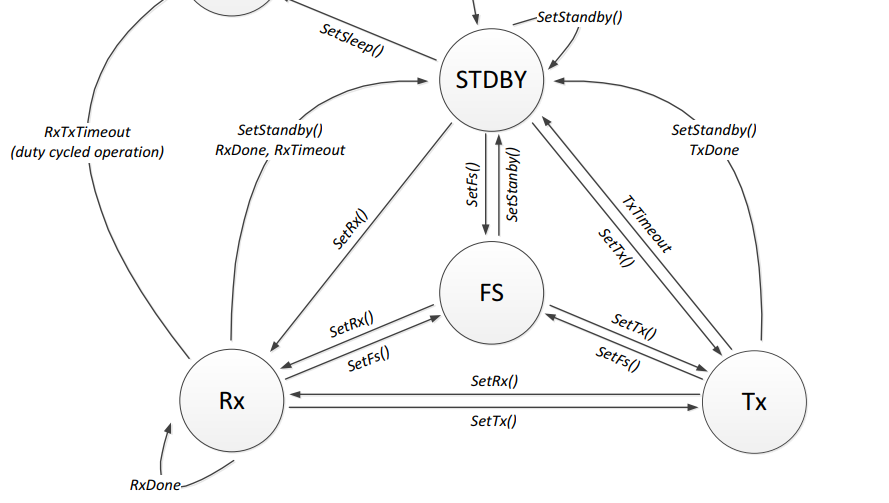 SetStandby()
SetSleep()
STDBY
RxTxTimeout
(duty cycled operation)
SetStandby()
RxDone, RxTimeout
SetStandby()
TxDone
SetFs()
SetStanby()
SetRx()
TxTimeout
SetTx()
FS
SetRx()
SetFs()
SetTx()
SetFs()
Rx
SetRx()
SetTx()
Tx
RxDone